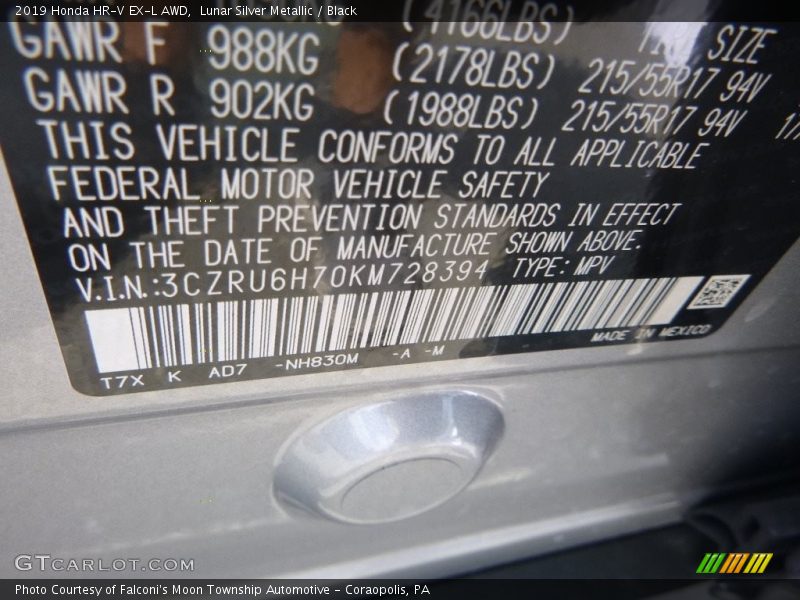 2019 Honda HR-V EX-L AWD,  Lunar Silver Metallic / Black
(4166LBS)
GAWR F 988KG (2178LBS) TIRE SIZE
GAWR R 902KG (1988LBS) 215/55R17 94V
215/55R17 94V
THIS VEHICLE CONFORMS TO ALL APPLICABLE
FEDERAL MOTOR VEHICLE SAFETY
AND THEFT PREVENTION STANDARDS IN EFFECT
ON THE DATE OF MANUFACTURE SHOWN ABOVE.
V.I.N.:3CZRU6H70KM728394 TYPE: MPV
MADE IN MEXICO
T7X K AD7 -NH830M -A -M
GTCARLOT.COM
Photo Courtesy of Falconi's Moon Township Automotive - Coraopolis, PA